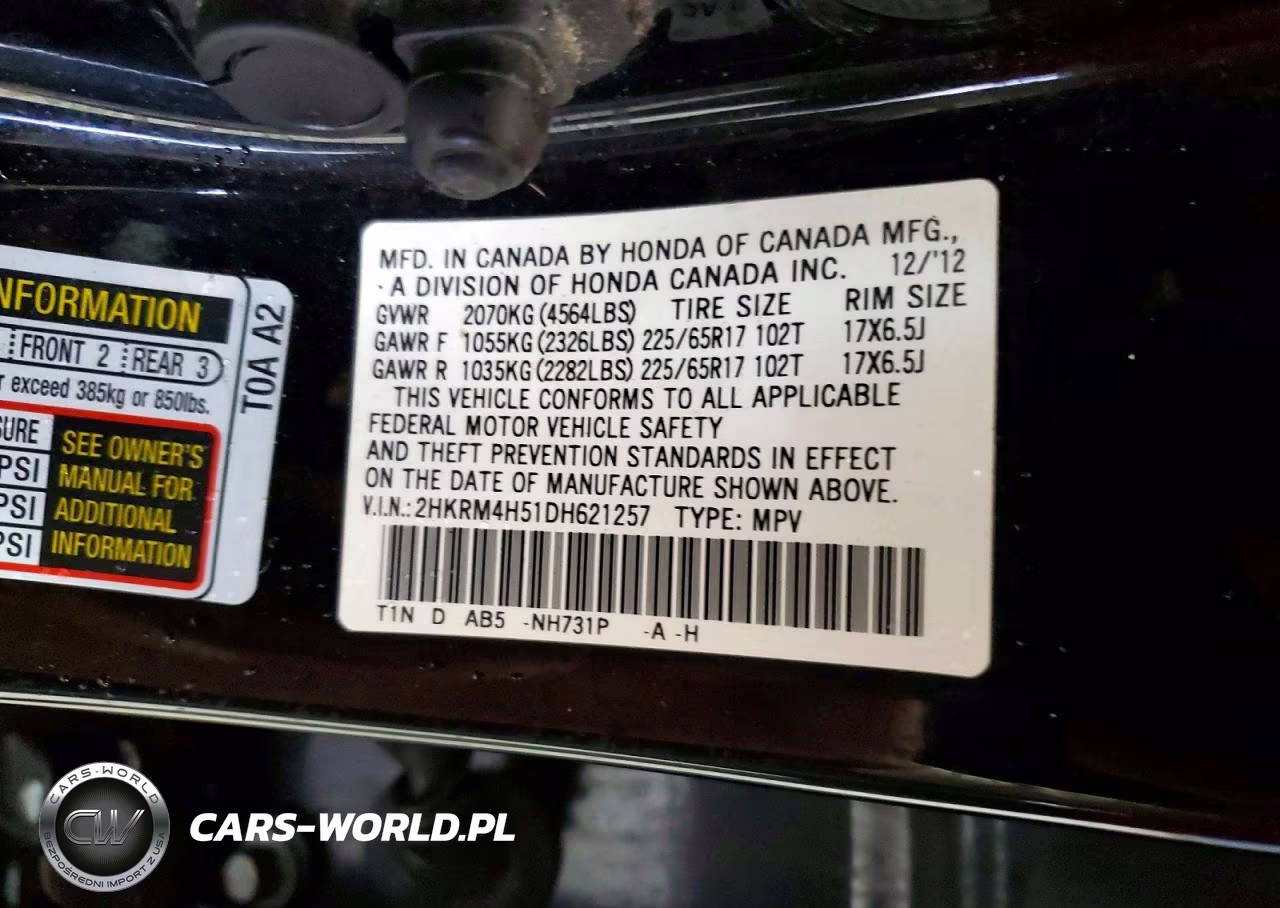 MFD. IN CANADA BY HONDA OF CANADA MFG.,
A DIVISION OF HONDA CANADA INC. 12/'12
GVWR 2070KG (4564LBS) TIRE SIZE RIM SIZE
GAWR F 1055KG (2326LBS) 225/65R17 102T 17X6.5J
GAWR R 1035KG (2282LBS) 225/65R17 102T 17X6.5J
THIS VEHICLE CONFORMS TO ALL APPLICABLE
FEDERAL MOTOR VEHICLE SAFETY
AND THEFT PREVENTION STANDARDS IN EFFECT
ON THE DATE OF MANUFACTURE SHOWN ABOVE.
V.I.N.: 2HKRM4H51DH621257 TYPE: MPV
T1N D AB5 -NH731P -A -H
NFORMATION
FRONT 2 REAR 3
exceed 385kg or 850lbs.
SURE
PSI
PSI
PSI
SEE OWNER'S
MANUAL FOR
ADDITIONAL
INFORMATION
T0A A2
CARS-WORLD
CW
BEZPOŚREDNI IMPORT Z USA
CARS-WORLD.PL